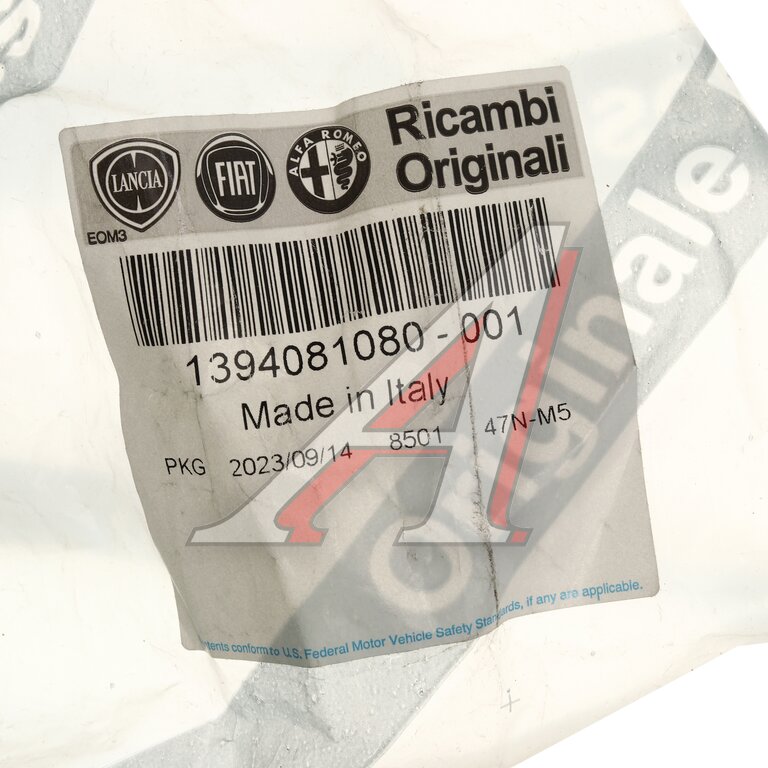 Ricambi
Originali
LANCIA
FIAT
ALFA ROMEO
EOM3
1394081080-001
Made in Italy
PKG 2023/09/14 8501 47N-M5
conform to U.S. Federal Motor Vehicle Safety Standards, if any are applicable.
Originale